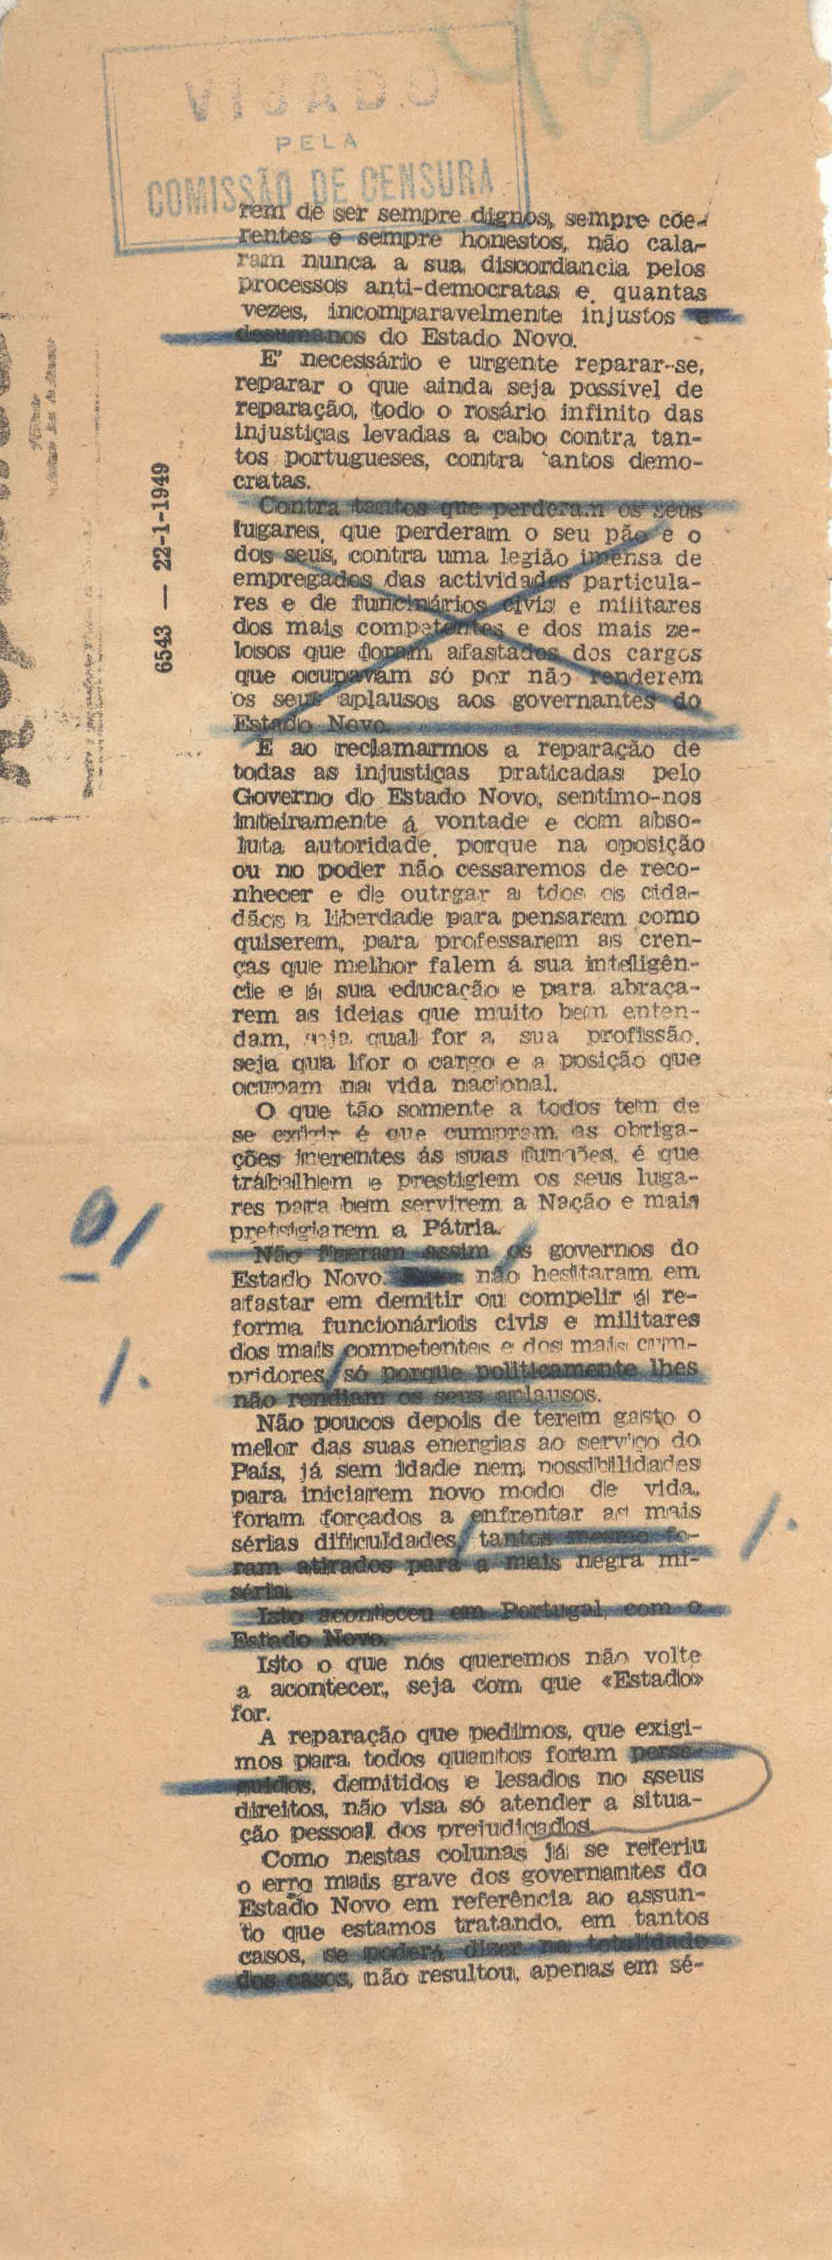 42
VISADO
PELA
COMISSÃO DE CENSURA
6543 — 22-1-1949
rem de ser sempre dignos, sempre coe-
rentes e sempre honestos, não cala-
ram nunca a sua discordancia pelos
processos anti-democratas e quantas
vezes, incomparavelmente injustos e
desumanos do Estado Novo.
E' necessário e urgente reparar-se,
reparar o que ainda seja possível de
reparação, todo o rosário infinito das
injustiças levadas a cabo contra tan-
tos portugueses, contra 'antos demo-
cratas.
Contra tantos que perderam os seus
lugares, que perderam o seu pão e o
dos seus, contra uma legião imensa de
empregados das actividades particula-
res e de funcinários civis e militares
dos mais competentes e dos mais ze-
losos que foram afastados dos cargos
que ocupavam só por não renderem
os seus aplausos aos governantes do
Estado Novo.
E ao reclamarmos a reparação de
todas as injustiças praticadas pelo
Governo do Estado Novo, sentimo-nos
inteiramente á vontade e com abso-
luta autoridade, porque na oposição
ou no poder não cessaremos de reco-
nhecer e de outrgar a tdos os cida-
dãos a liberdade para pensarem como
quiserem, para professarem as cren-
ças que melhor falem á sua inteligên-
cie e á sua educação e para abraça-
rem as ideias que muito bem enten-
dam, seja qual for a sua profissão,
seja qua lfor o cargo e a posição que
ocupam na vida nacional.
O que tão somente a todos tem de
se exigir é que cumpram as obriga-
ções inerentes ás suas funções, é que
trabalhem e prestigiem os seus luga-
res para bem servirem a Nação e mais
pretsigiarem a Pátria.
Não fizeram assim os governos do
Estado Novo. não hesitaram em
afastar em demitir ou compelir á re-
forma funcionáriois civis e militares
dos mais competentes e dos mais cum-
pridores, só porque politicamente lhes
não rendiam os seus aplausos.
Não poucos depois de terem gasto o
mellor das suas energias ao serviço do
País, já sem idade nem possibilidades
para iniciarem novo modo de vida,
foram forçados a enfrentar as mais
sérias dificuldades, tantos mesmo fo-
ram atirados para a mais negra mi-
séria.
Isto aconteceu em Portugal, com o
Estado Novo.
Isto o que nós queremos não volte
a acontecer, seja com que «Estado»
for.
A reparação que pedimos, que exigi-
mos para todos quantos foram perse-
guidos, demitidos e lesados no sseus
direitos, não visa só atender a situa-
ção pessoal dos prejudicados.
Como nestas colunas já se referiu
o erro mais grave dos governantes do
Estado Novo em referência ao assun-
to que estamos tratando, em tantos
casos, se poderá dizer na totalidade
dos casos, não resultou, apenas em sé-